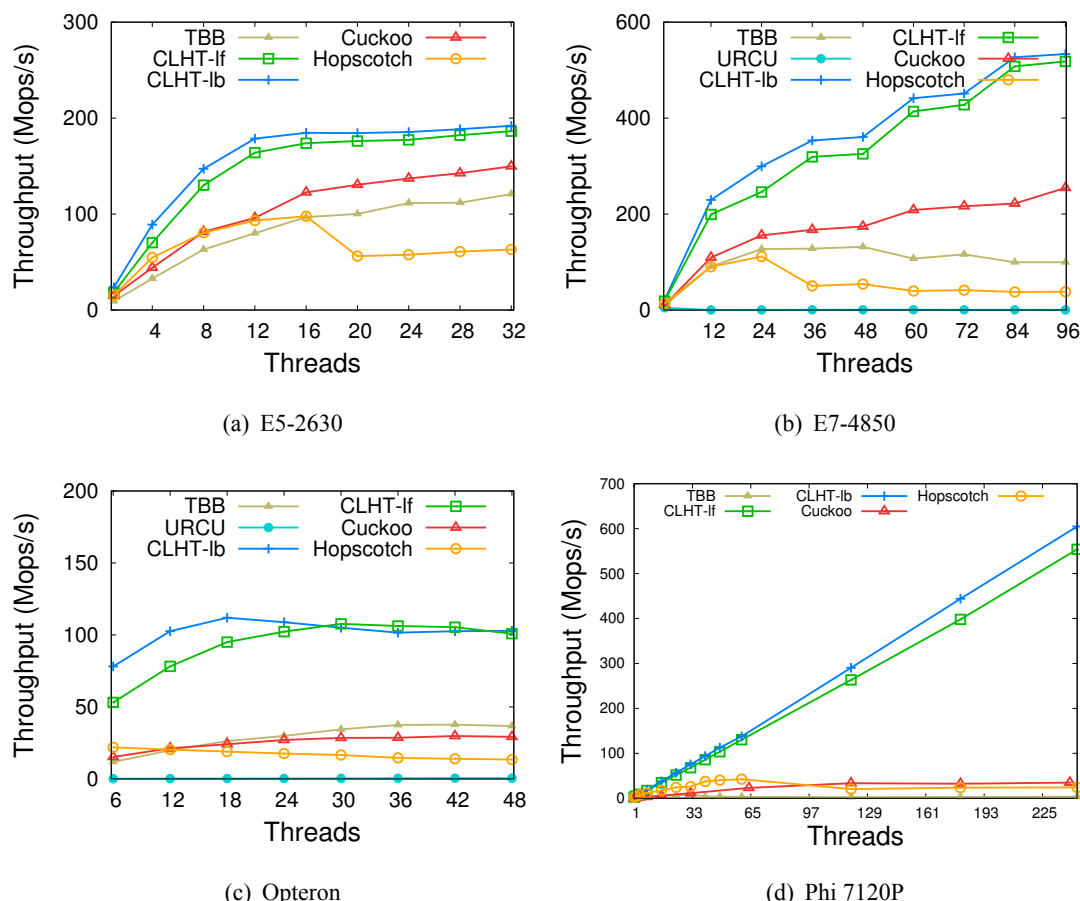 300
TBB
Cuckoo
CLHT-lf
Hopscotch
CLHT-lb
200
100
0
Throughput (Mops/s)
4 8 12 16 20 24 28 32
Threads
(a) E5-2630
600
TBB
CLHT-lf
URCU
Cuckoo
CLHT-lb
Hopscotch
400
200
0
Throughput (Mops/s)
12 24 36 48 60 72 84 96
Threads
(b) E7-4850
200
TBB
CLHT-lf
URCU
Cuckoo
CLHT-lb
Hopscotch
150
100
50
0
Throughput (Mops/s)
6 12 18 24 30 36 42 48
Threads
(c) Opteron
700
TBB
CLHT-lb
Hopscotch
CLHT-lf
Cuckoo
600
500
400
300
200
100
0
Throughput (Mops/s)
1 33 65 97 129 161 193 225
Threads
(d) Phi 7120P